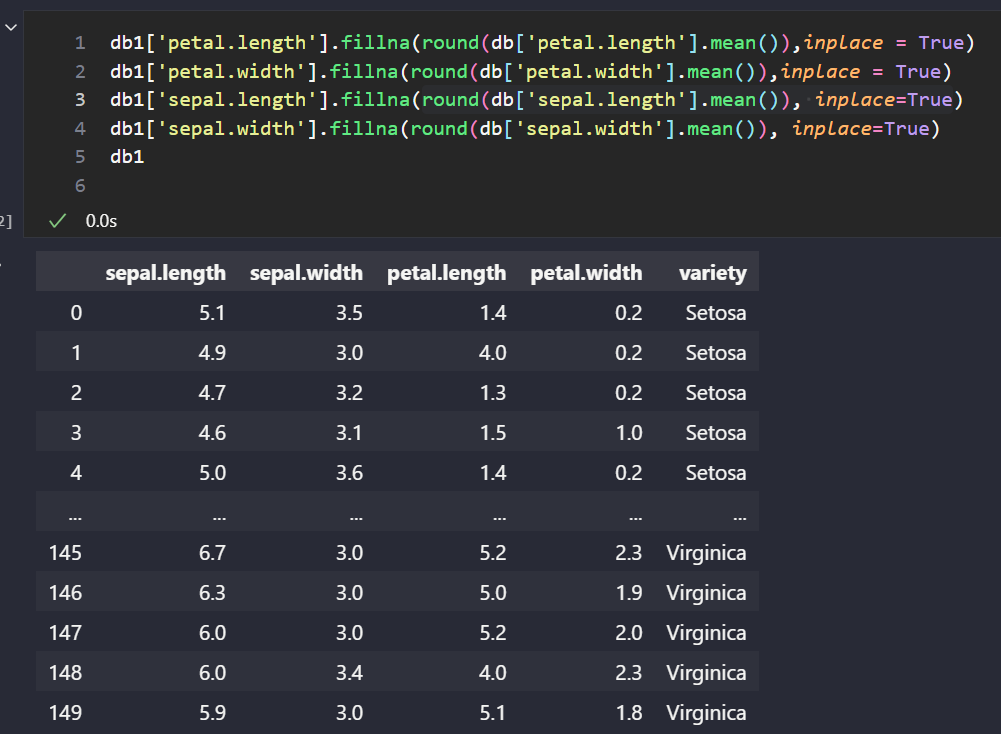 1 db1['petal.length'].fillna(round(db['petal.length'].mean()),inplace = True)
2 db1['petal.width'].fillna(round(db['petal.width'].mean()),inplace = True)
3 db1['sepal.length'].fillna(round(db['sepal.length'].mean()), inplace=True)
4 db1['sepal.width'].fillna(round(db['sepal.width'].mean()), inplace=True)
5 db1
6
2] 0.0s
sepal.length sepal.width petal.length petal.width variety
0 5.1 3.5 1.4 0.2 Setosa
1 4.9 3.0 4.0 0.2 Setosa
2 4.7 3.2 1.3 0.2 Setosa
3 4.6 3.1 1.5 1.0 Setosa
4 5.0 3.6 1.4 0.2 Setosa
... ... ... ... ... ...
145 6.7 3.0 5.2 2.3 Virginica
146 6.3 3.0 5.0 1.9 Virginica
147 6.0 3.0 5.2 2.0 Virginica
148 6.0 3.4 4.0 2.3 Virginica
149 5.9 3.0 5.1 1.8 Virginica